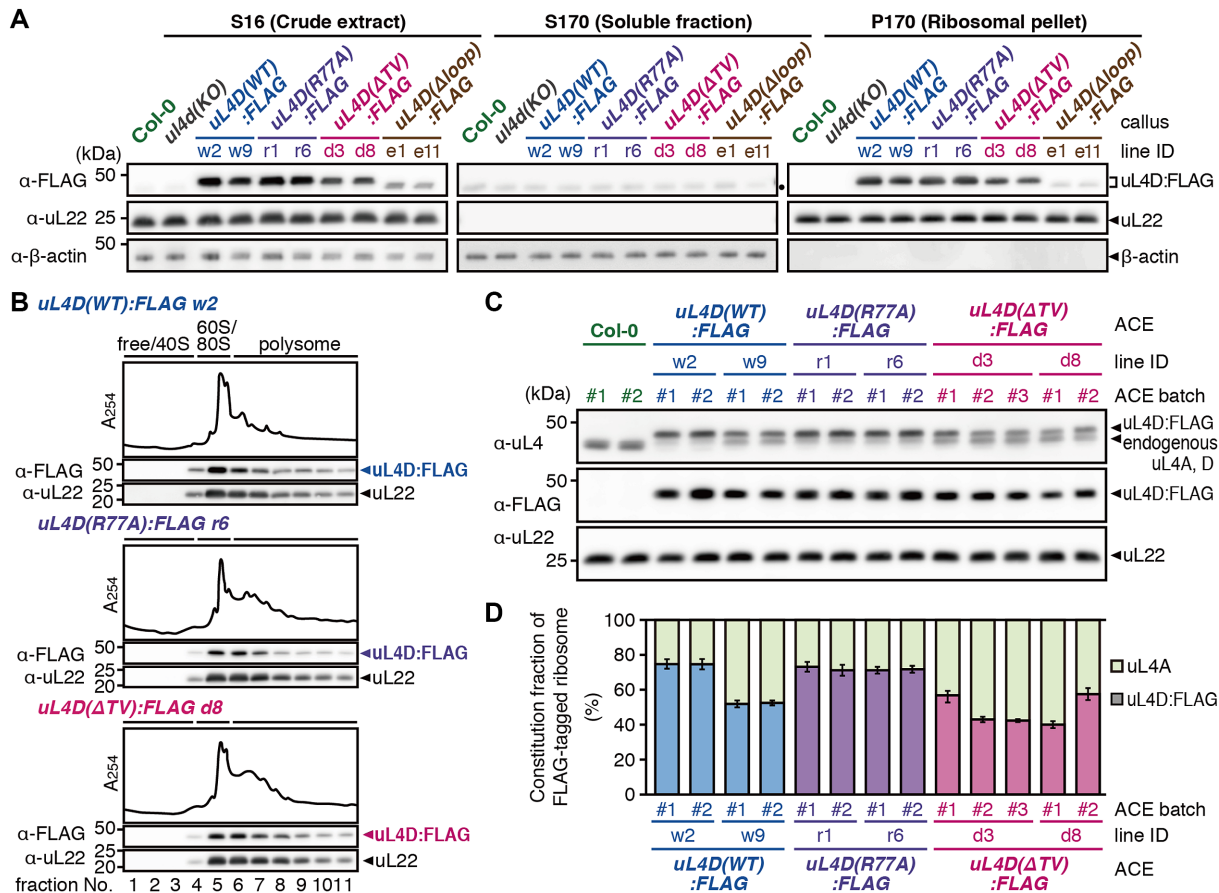 A
S16 (Crude extract)
S170 (Soluble fraction)
P170 (Ribosomal pellet)
Col-0
ul4d(KO)
uL4D(WT)
:FLAG
uL4D(R77A)
:FLAG
uL4D(ΔTV)
:FLAG
uL4D(Δloop)
:FLAG
Col-0
ul4d(KO)
uL4D(WT)
:FLAG
uL4D(R77A)
:FLAG
uL4D(ΔTV)
:FLAG
uL4D(Δloop)
:FLAG
Col-0
ul4d(KO)
uL4D(WT)
:FLAG
uL4D(R77A)
:FLAG
uL4D(ΔTV)
:FLAG
uL4D(Δloop)
:FLAG
callus
(kDa) w2 w9 r1 r6 d3 d8 e1 e11 w2 w9 r1 r6 d3 d8 e1 e11 w2 w9 r1 r6 d3 d8 e1 e11 line ID
α-FLAG 50 uL4D:FLAG
α-uL22 25 uL22
α-β-actin 50 β-actin
B
uL4D(WT):FLAG w2
free/40S 60S/80S polysome
A254
α-FLAG 50 uL4D:FLAG
α-uL22 25 20 uL22
uL4D(R77A):FLAG r6
A254
α-FLAG 50 uL4D:FLAG
α-uL22 25 20 uL22
uL4D(ΔTV):FLAG d8
A254
α-FLAG 50 uL4D:FLAG
α-uL22 25 20 uL22
fraction No. 1 2 3 4 5 6 7 8 9 10 11
C
Col-0 uL4D(WT):FLAG uL4D(R77A):FLAG uL4D(ΔTV):FLAG ACE
w2 w9 r1 r6 d3 d8 line ID
(kDa) #1 #2 #1 #2 #1 #2 #1 #2 #1 #2 #1 #2 #3 #1 #2 ACE batch
α-uL4 50 uL4D:FLAG
endogenous
uL4A, D
α-FLAG 50 uL4D:FLAG
α-uL22 25 uL22
D
Constitution fraction of
FLAG-tagged ribosome
(%)
100
80
60
40
20
0
uL4A
uL4D:FLAG
#1 #2 #1 #2 #1 #2 #1 #2 #1 #2 #3 #1 #2 ACE batch
w2 w9 r1 r6 d3 d8 line ID
uL4D(WT):FLAG uL4D(R77A):FLAG uL4D(ΔTV):FLAG ACE